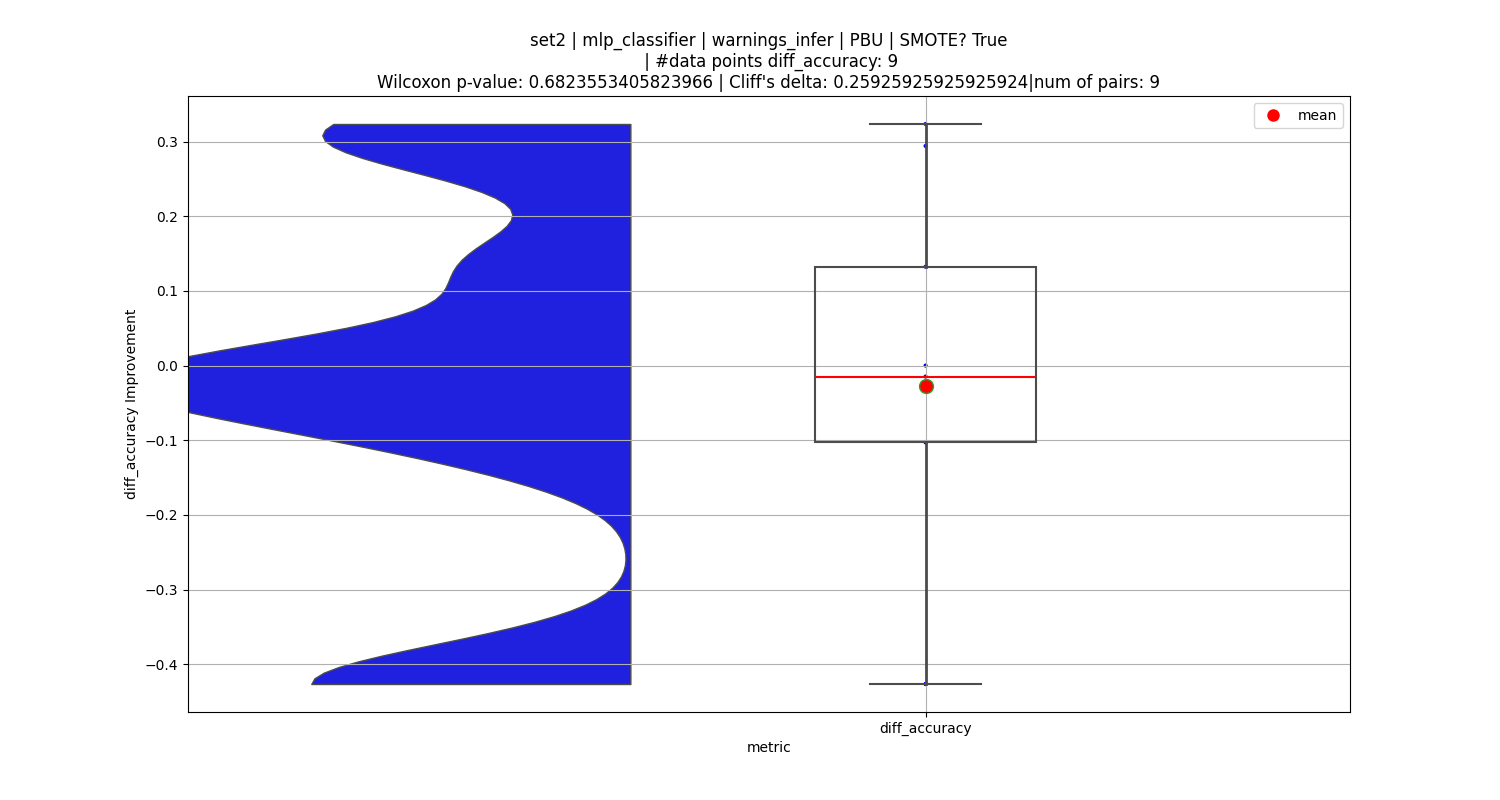 set2 | mlp_classifier | warnings_infer | PBU | SMOTE? True
| #data points diff_accuracy: 9
Wilcoxon p-value: 0.6823553405823966 | Cliff's delta: 0.25925925925925924|num of pairs: 9
mean
0.3
0.2
0.1
0.0
−0.1
−0.2
−0.3
−0.4
diff_accuracy Improvement
diff_accuracy
metric